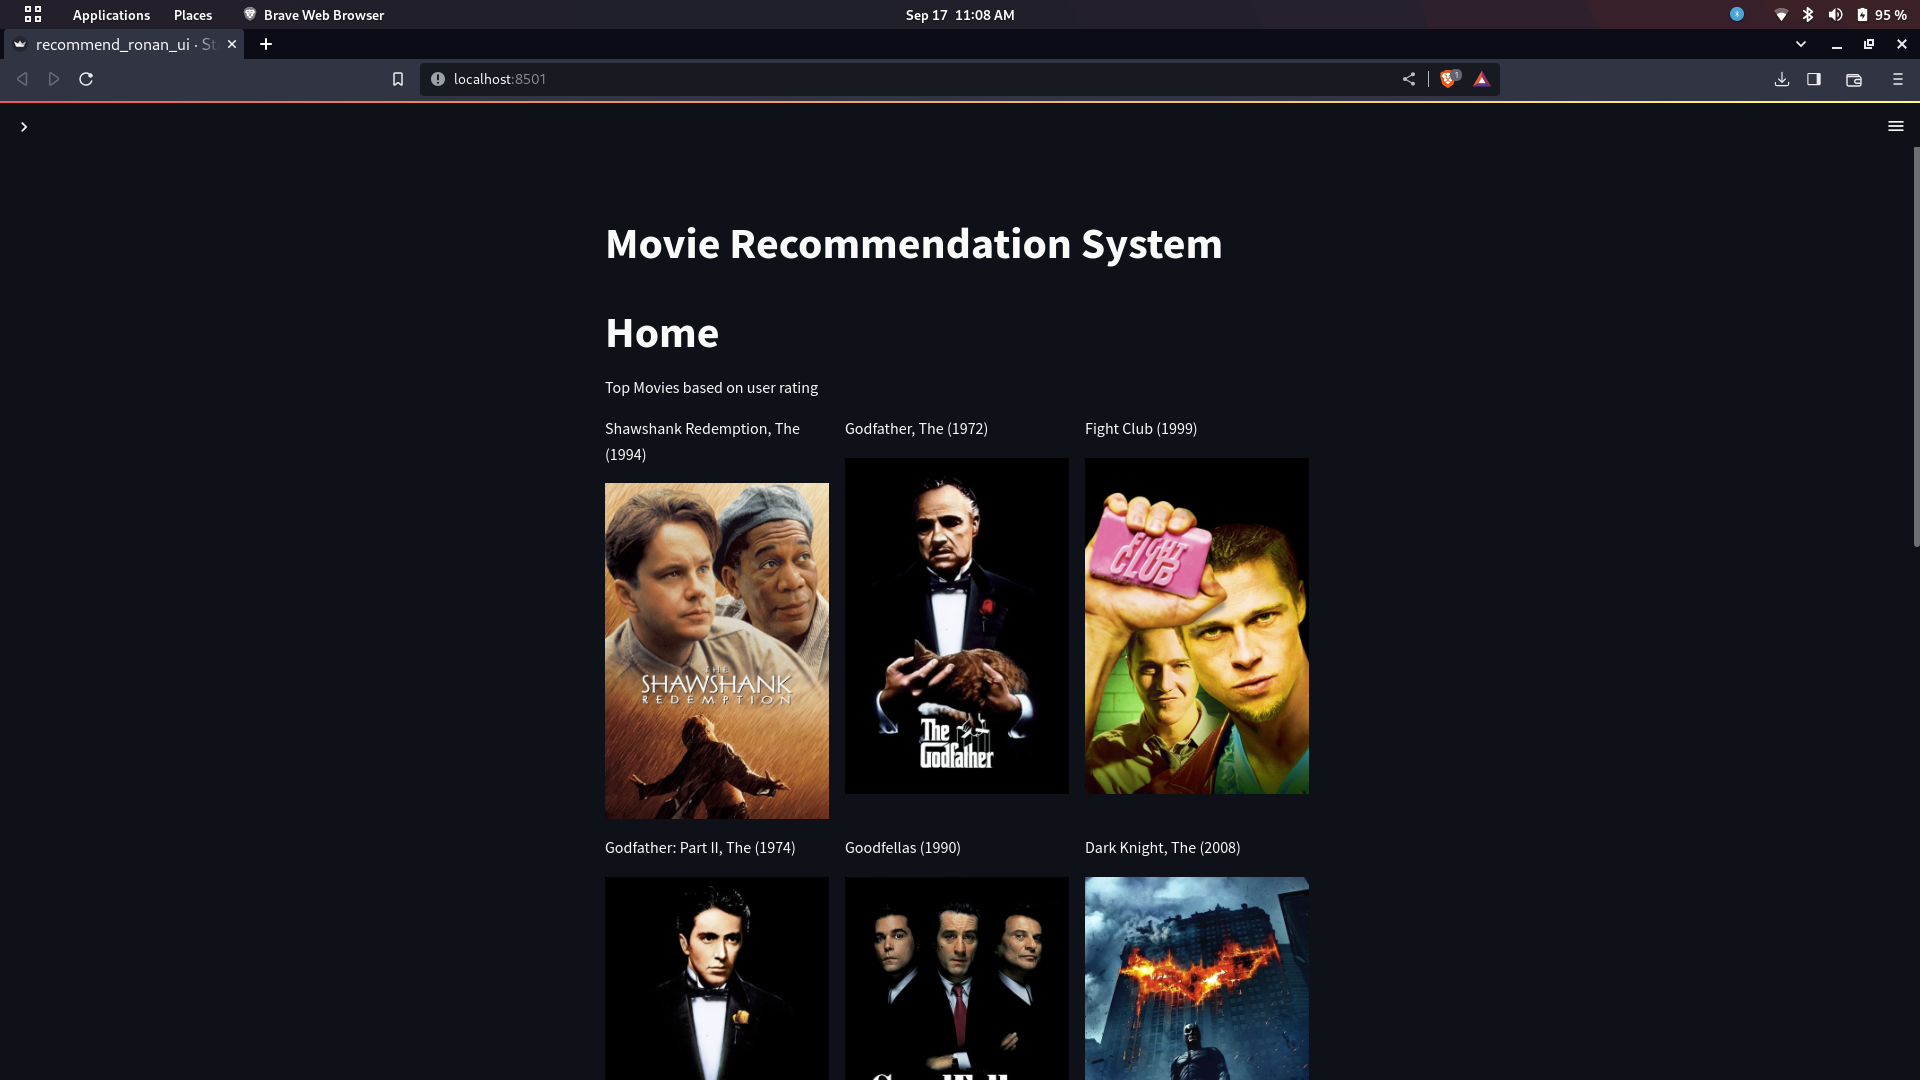 Applications Places Brave Web Browser Sep 17 11:08 AM 95 %
recommend_ronan_ui · St
localhost:8501 1
Movie Recommendation System
Home
Top Movies based on user rating
Shawshank Redemption, The
(1994)
Godfather, The (1972)
Fight Club (1999)
THE
SHAWSHANK
REDEMPTION
The
Godfather
FIGHT
CLUB
Godfather: Part II, The (1974)
Goodfellas (1990)
Dark Knight, The (2008)